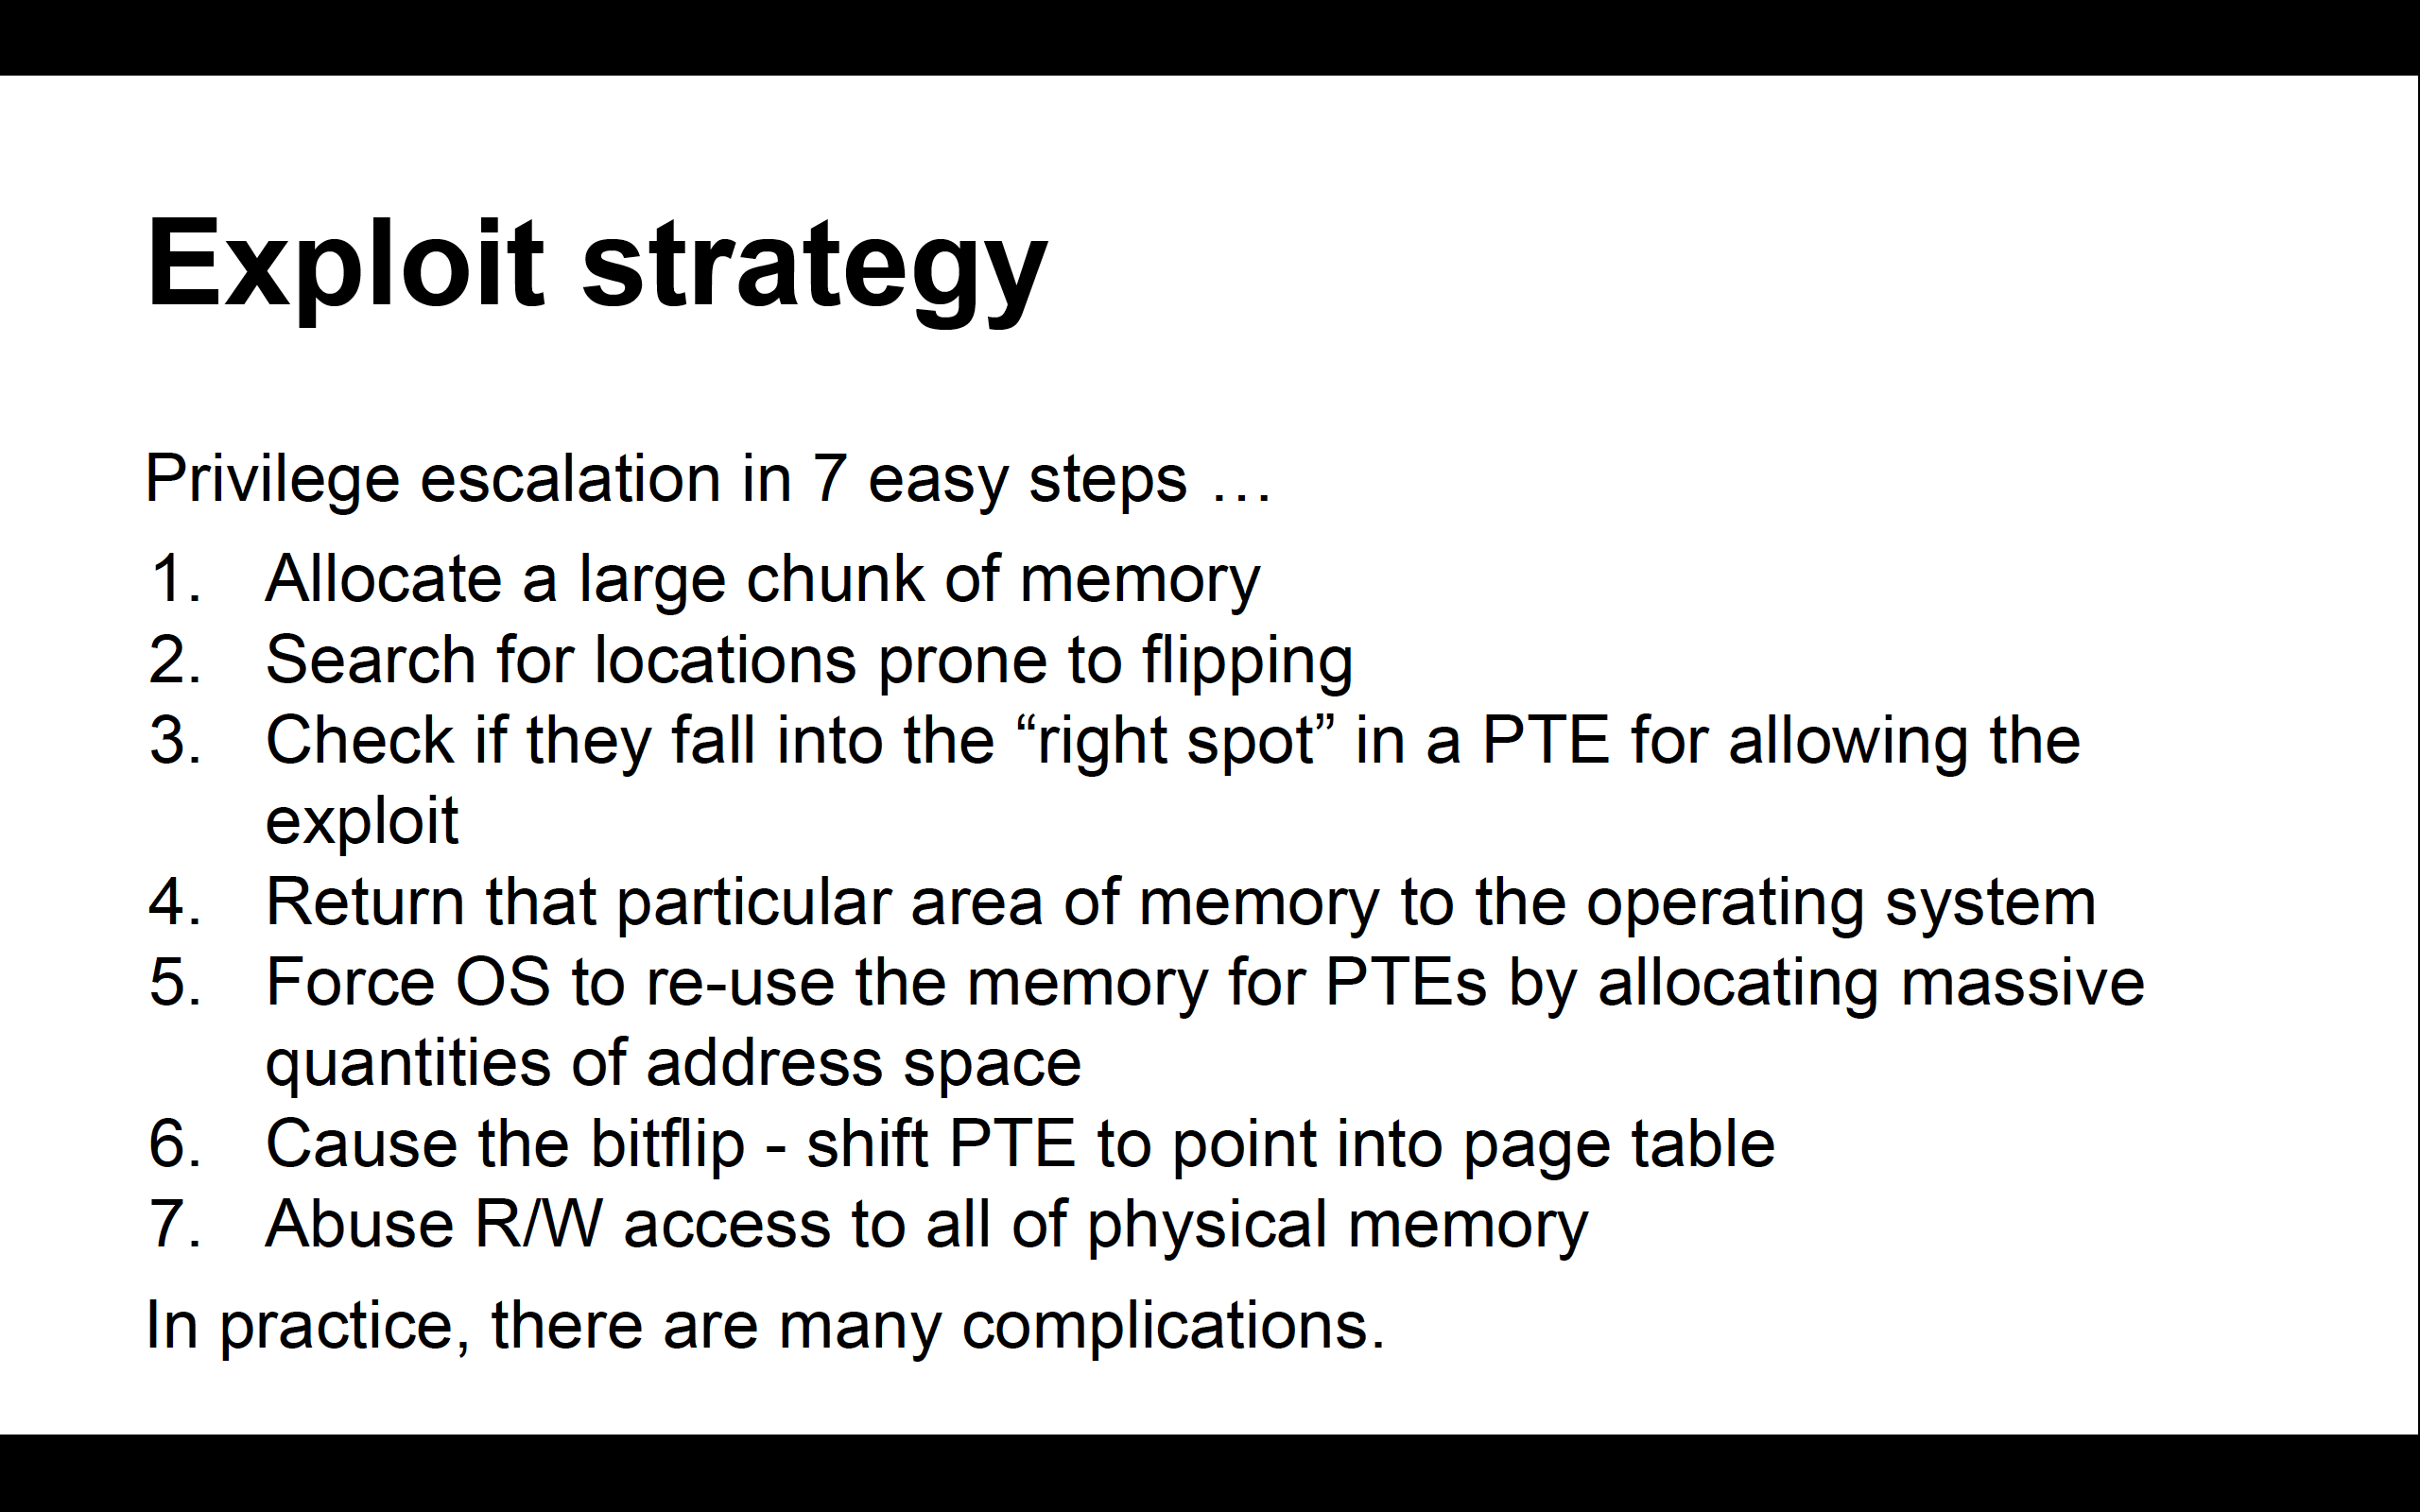 Exploit strategy
Privilege escalation in 7 easy steps …
1. Allocate a large chunk of memory
2. Search for locations prone to flipping
3. Check if they fall into the “right spot” in a PTE for allowing the
exploit
4. Return that particular area of memory to the operating system
5. Force OS to re-use the memory for PTEs by allocating massive
quantities of address space
6. Cause the bitflip - shift PTE to point into page table
7. Abuse R/W access to all of physical memory
In practice, there are many complications.